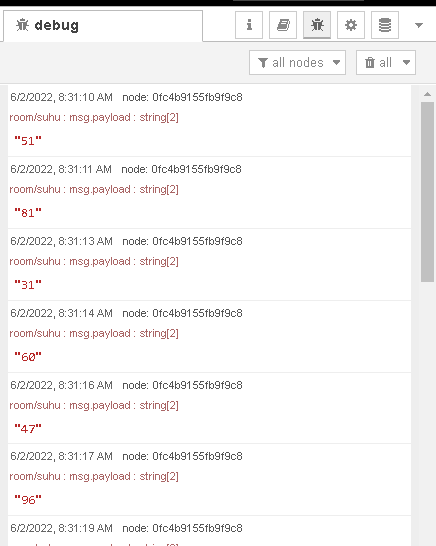 debug
all nodes
all
6/2/2022, 8:31:10 AM node: 0fc4b9155fb9f9c8
room/suhu : msg.payload : string[2]
"51"
6/2/2022, 8:31:11 AM node: 0fc4b9155fb9f9c8
room/suhu : msg.payload : string[2]
"81"
6/2/2022, 8:31:13 AM node: 0fc4b9155fb9f9c8
room/suhu : msg.payload : string[2]
"31"
6/2/2022, 8:31:14 AM node: 0fc4b9155fb9f9c8
room/suhu : msg.payload : string[2]
"60"
6/2/2022, 8:31:16 AM node: 0fc4b9155fb9f9c8
room/suhu : msg.payload : string[2]
"47"
6/2/2022, 8:31:17 AM node: 0fc4b9155fb9f9c8
room/suhu : msg.payload : string[2]
"96"
6/2/2022, 8:31:19 AM node: 0fc4b9155fb9f9c8